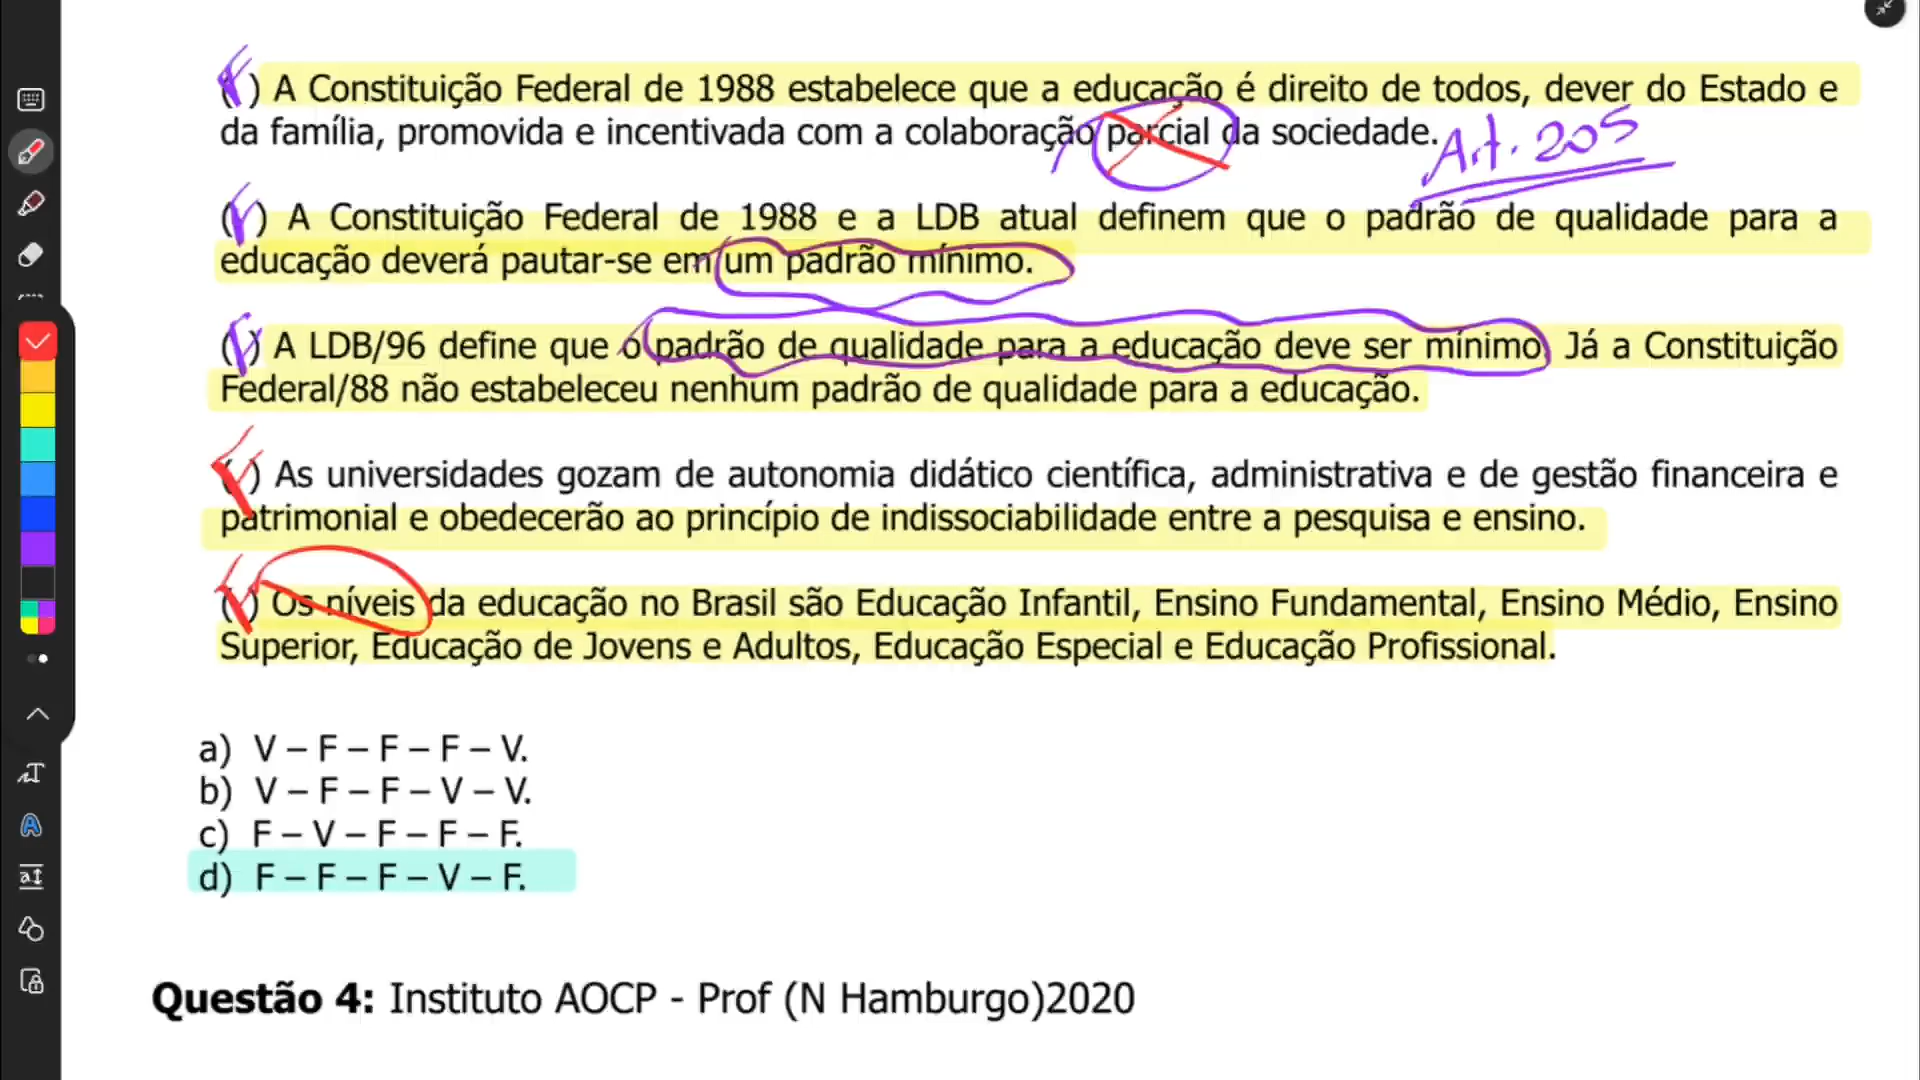 (F) A Constituição Federal de 1988 estabelece que a educação é direito de todos, dever do Estado e
da família, promovida e incentivada com a colaboração parcial da sociedade.
Art. 205
(F) A Constituição Federal de 1988 e a LDB atual definem que o padrão de qualidade para a
educação deverá pautar-se em um padrão mínimo.
(F) A LDB/96 define que o padrão de qualidade para a educação deve ser mínimo. Já a Constituição
Federal/88 não estabeleceu nenhum padrão de qualidade para a educação.
( ) As universidades gozam de autonomia didático científica, administrativa e de gestão financeira e
patrimonial e obedecerão ao princípio de indissociabilidade entre a pesquisa e ensino.
( ) Os níveis da educação no Brasil são Educação Infantil, Ensino Fundamental, Ensino Médio, Ensino
Superior, Educação de Jovens e Adultos, Educação Especial e Educação Profissional.
a) V – F – F – F – V.
b) V – F – F – V – V.
c) F – V – F – F – F.
d) F – F – F – V – F.
Questão 4: Instituto AOCP - Prof (N Hamburgo)2020